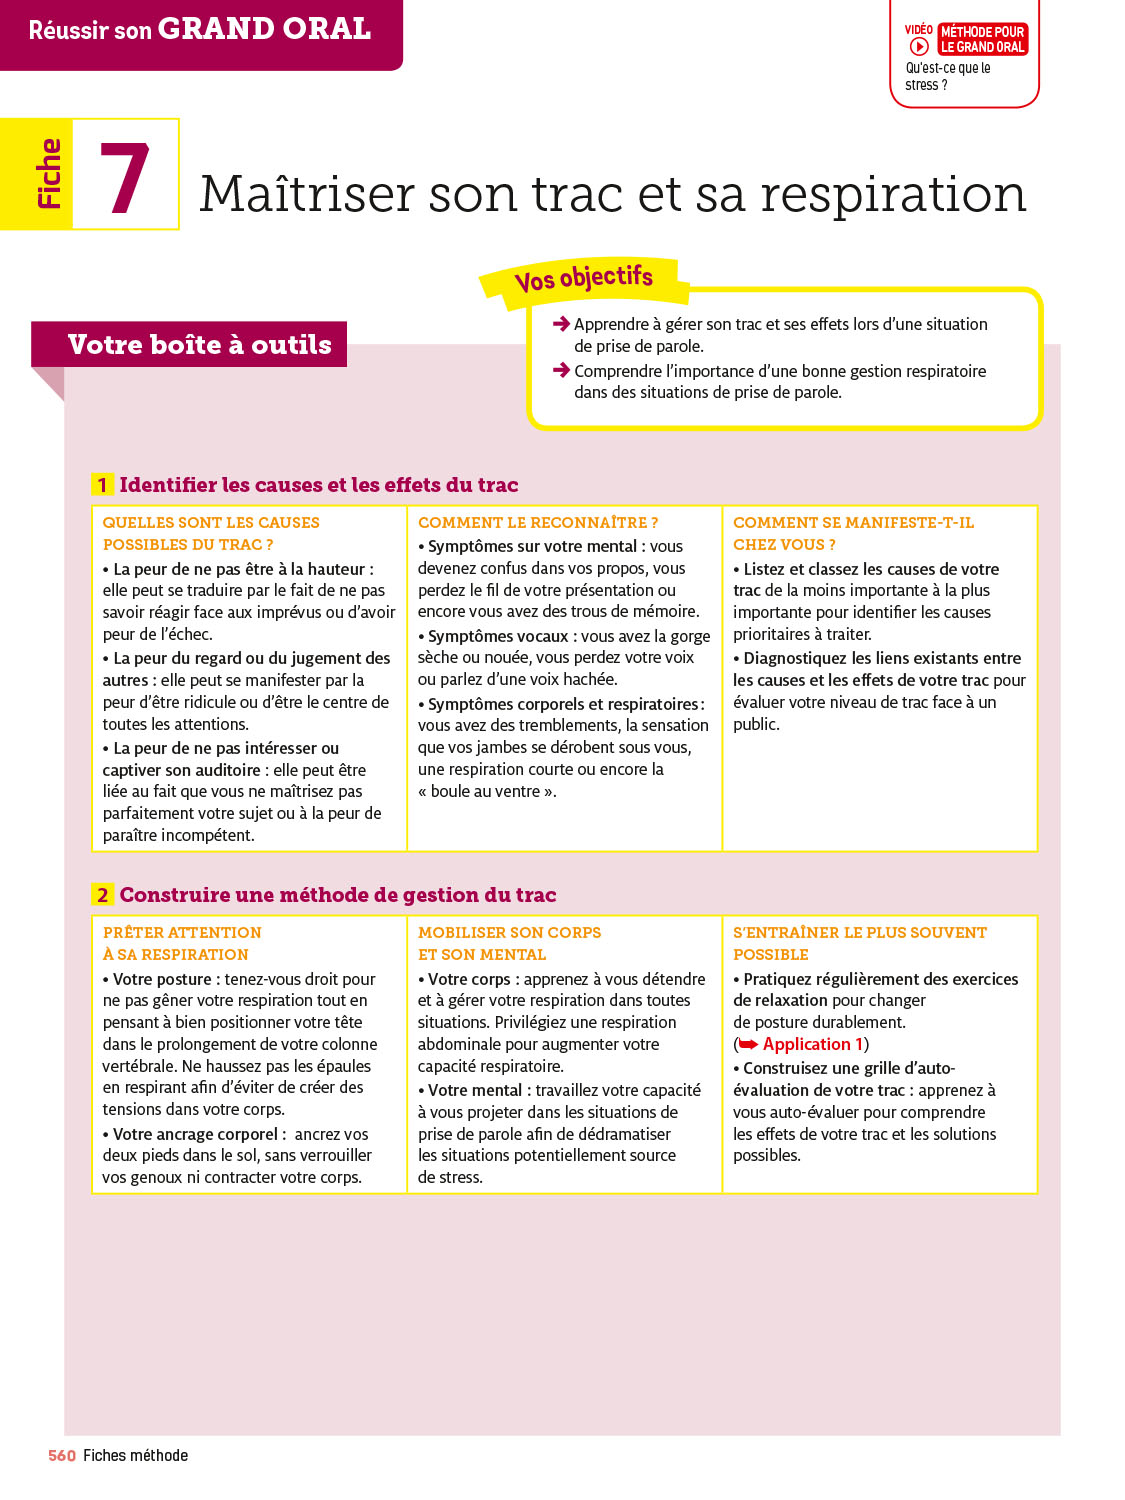 Réussir son GRAND ORAL
VIDÉO
MÉTHODE POUR
LE GRAND ORAL
Qu'est-ce que le
stress ?
Fiche
7
Maîtriser son trac et sa respiration
Vos objectifs
➔ Apprendre à gérer son trac et ses effets lors d'une situation
de prise de parole.
➔ Comprendre l'importance d'une bonne gestion respiratoire
dans des situations de prise de parole.
Votre boîte à outils
1 Identifier les causes et les effets du trac
QUELLES SONT LES CAUSES
POSSIBLES DU TRAC ?
• La peur de ne pas être à la hauteur :
elle peut se traduire par le fait de ne pas
savoir réagir face aux imprévus ou d'avoir
peur de l'échec.
• La peur du regard ou du jugement des
autres : elle peut se manifester par la
peur d'être ridicule ou d'être le centre de
toutes les attentions.
• La peur de ne pas intéresser ou
captiver son auditoire : elle peut être
liée au fait que vous ne maîtrisez pas
parfaitement votre sujet ou à la peur de
paraître incompétent.
COMMENT LE RECONNAÎTRE ?
• Symptômes sur votre mental : vous
devenez confus dans vos propos, vous
perdez le fil de votre présentation ou
encore vous avez des trous de mémoire.
• Symptômes vocaux : vous avez la gorge
sèche ou nouée, vous perdez votre voix
ou parlez d'une voix hachée.
• Symptômes corporels et respiratoires :
vous avez des tremblements, la sensation
que vos jambes se dérobent sous vous,
une respiration courte ou encore la
« boule au ventre ».
COMMENT SE MANIFESTE-T-IL
CHEZ VOUS ?
• Listez et classez les causes de votre
trac de la moins importante à la plus
importante pour identifier les causes
prioritaires à traiter.
• Diagnostiquez les liens existants entre
les causes et les effets de votre trac pour
évaluer votre niveau de trac face à un
public.
2 Construire une méthode de gestion du trac
PRÊTER ATTENTION
À SA RESPIRATION
• Votre posture : tenez-vous droit pour
ne pas gêner votre respiration tout en
pensant à bien positionner votre tête
dans le prolongement de votre colonne
vertébrale. Ne haussez pas les épaules
en respirant afin d'éviter de créer des
tensions dans votre corps.
• Votre ancrage corporel : ancrez vos
deux pieds dans le sol, sans verrouiller
vos genoux ni contracter votre corps.
MOBILISER SON CORPS
ET SON MENTAL
• Votre corps : apprenez à vous détendre
et à gérer votre respiration dans toutes
situations. Privilégiez une respiration
abdominale pour augmenter votre
capacité respiratoire.
• Votre mental : travaillez votre capacité
à vous projeter dans les situations de
prise de parole afin de dédramatiser
les situations potentiellement source
de stress.
S'ENTRAÎNER LE PLUS SOUVENT
POSSIBLE
• Pratiquez régulièrement des exercices
de relaxation pour changer
de posture durablement.
(➥ Application 1)
• Construisez une grille d'auto-
évaluation de votre trac : apprenez à
vous auto-évaluer pour comprendre
les effets de votre trac et les solutions
possibles.
560 Fiches méthode